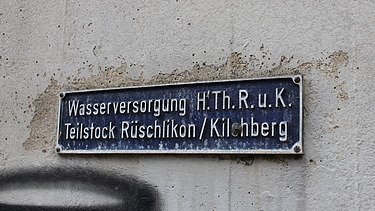 Wasserversorgung H.Th.R.u.K.
Teilstock Rüschlikon/Kilchberg